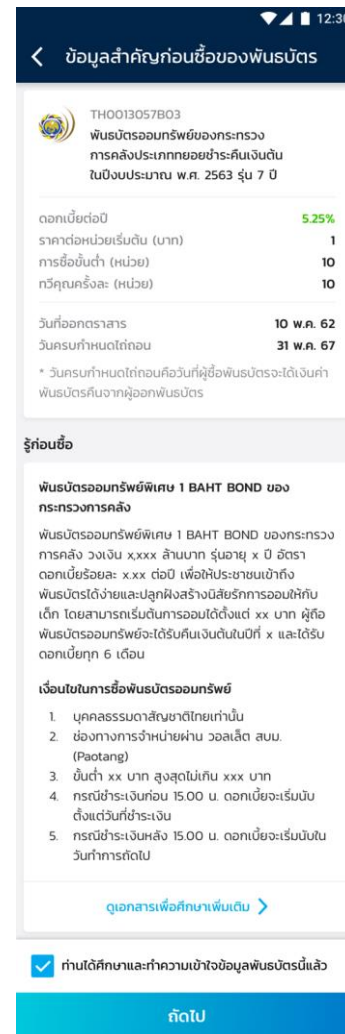 12:30
ข้อมูลสำคัญก่อนซื้อของพันธบัตร
TH0013057B03
พันธบัตรออมทรัพย์ของกระทรวง
การคลังประเภททยอยชำระคืนเงินต้น
ในปีงบประมาณ พ.ศ. 2563 รุ่น 7 ปี
ดอกเบี้ยต่อปี 5.25%
ราคาต่อหน่วยเริ่มต้น (บาท) 1
การซื้อขั้นต่ำ (หน่วย) 10
ทวีคูณครั้งละ (หน่วย) 10
วันที่ออกตราสาร 10 พ.ค. 62
วันครบกำหนดไถ่ถอน 31 พ.ค. 67
* วันครบกำหนดไถ่ถอนคือวันที่ผู้ซื้อพันธบัตรจะได้เงินค่า
พันธบัตรคืนจากผู้ออกพันธบัตร
รู้ก่อนซื้อ
พันธบัตรออมทรัพย์พิเศษ 1 BAHT BOND ของ
กระทรวงการคลัง
พันธบัตรออมทรัพย์พิเศษ 1 BAHT BOND ของกระทรวง
การคลัง วงเงิน x,xxx ล้านบาท รุ่นอายุ x ปี อัตรา
ดอกเบี้ยร้อยละ x.xx ต่อปี เพื่อให้ประชาชนเข้าถึง
พันธบัตรได้ง่ายและปลูกฝังสร้างนิสัยรักการออมให้กับ
เด็ก โดยสามารถเริ่มต้นการออมได้ตั้งแต่ xx บาท ผู้ถือ
พันธบัตรออมทรัพย์จะได้รับคืนเงินต้นในปีที่ x และได้รับ
ดอกเบี้ยทุก 6 เดือน
เงื่อนไขในการซื้อพันธบัตรออมทรัพย์
1. บุคคลธรรมดาสัญชาติไทยเท่านั้น
2. ช่องทางการจำหน่ายผ่าน วอลเล็ต สบม.
(Paotang)
3. ขั้นต่ำ xx บาท สูงสุดไม่เกิน xxx บาท
4. กรณีชำระเงินก่อน 15.00 น. ดอกเบี้ยจะเริ่มนับ
ตั้งแต่วันที่ชำระเงิน
5. กรณีชำระเงินหลัง 15.00 น. ดอกเบี้ยจะเริ่มนับใน
วันทำการถัดไป
ดูเอกสารเพื่อศึกษาเพิ่มเติม
ท่านได้ศึกษาและทำความเข้าใจข้อมูลพันธบัตรนี้แล้ว
ถัดไป